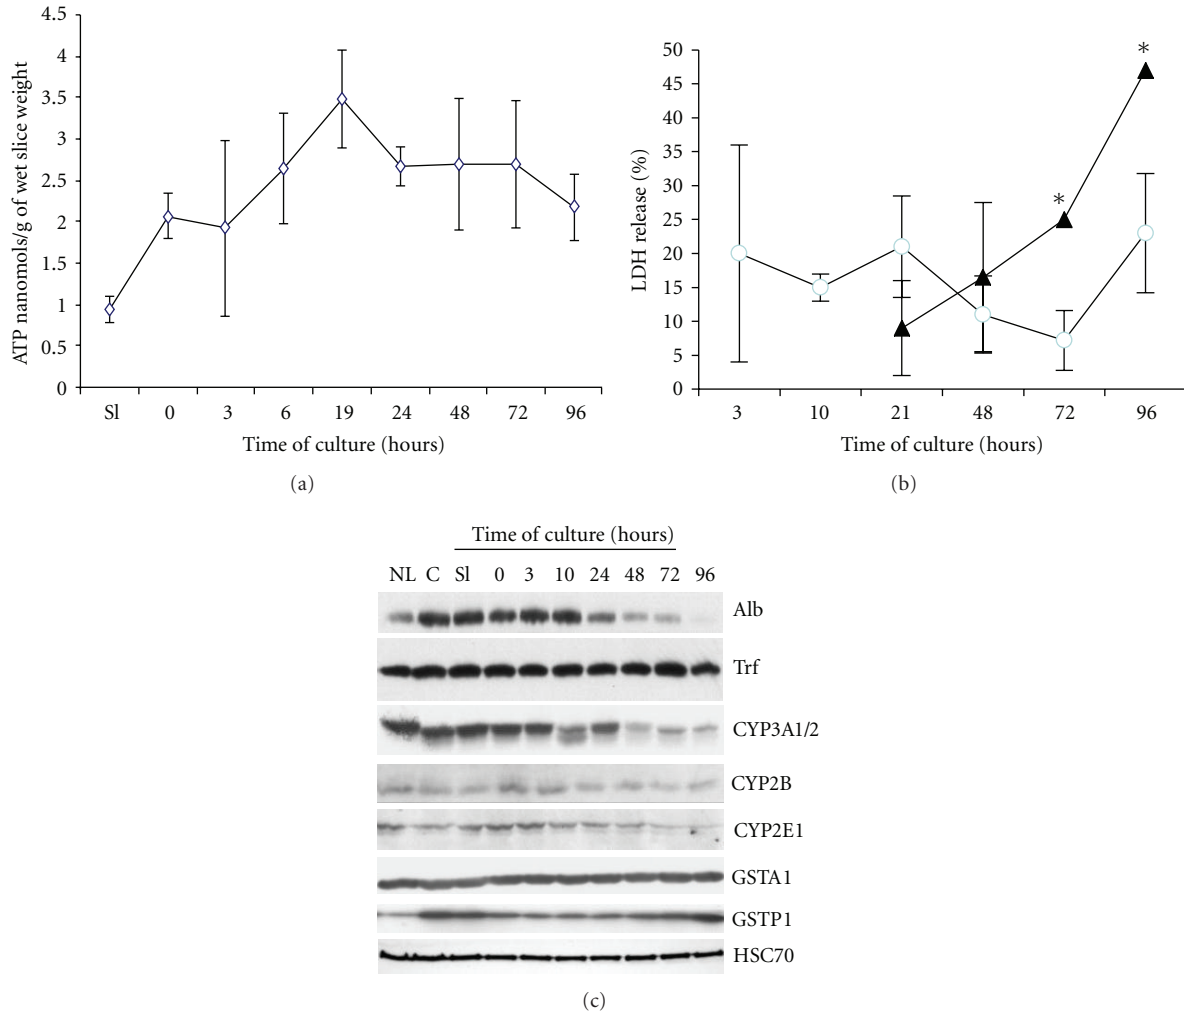 ATP nanomols/g of wet slice weight
4.5
4
3.5
3
2.5
2
1.5
1
0.5
0
Sl 0 3 6 19 24 48 72 96
Time of culture (hours)
(a)
LDH release (%)
50
45
40
35
30
25
20
15
10
5
0
*
*
3 10 21 48 72 96
Time of culture (hours)
(b)
Time of culture (hours)
NL C Sl 0 3 10 24 48 72 96
Alb
Trf
CYP3A1/2
CYP2B
CYP2E1
GSTA1
GSTP1
HSC70
(c)